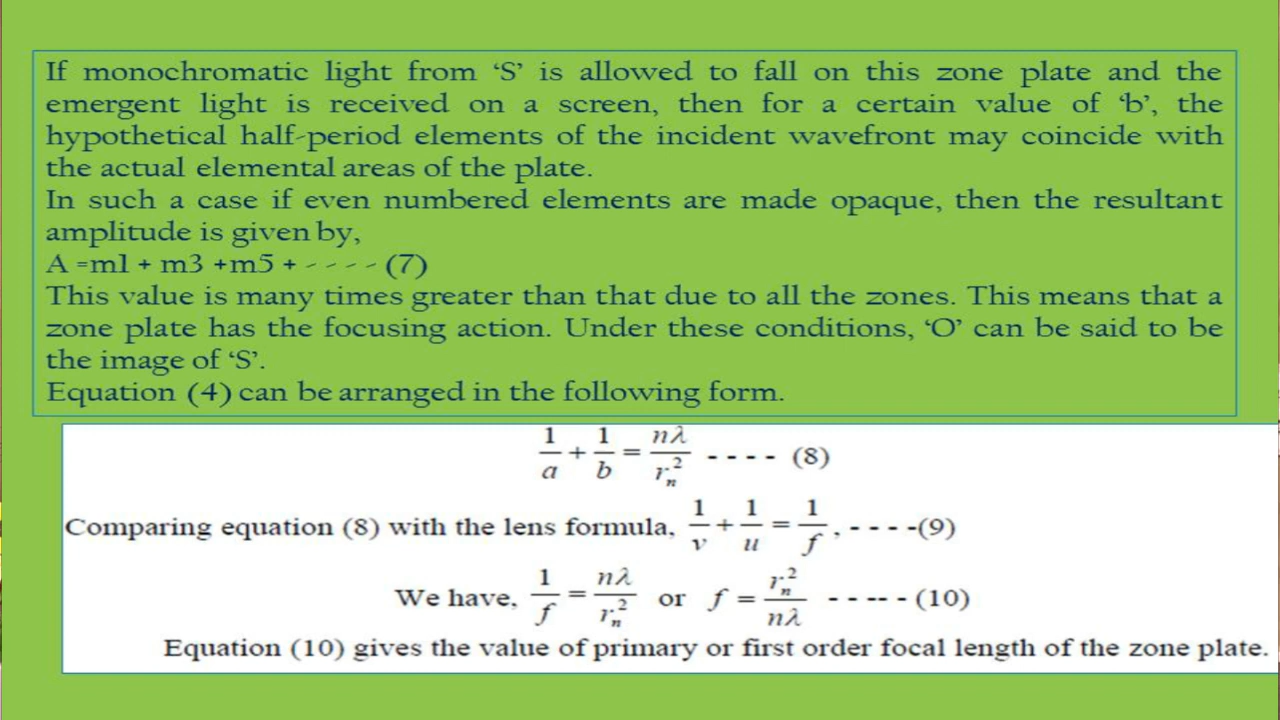 If monochromatic light from ‘S’ is allowed to fall on this zone plate and the
emergent light is received on a screen, then for a certain value of ‘b’, the
hypothetical half-period elements of the incident wavefront may coincide with
the actual elemental areas of the plate.
In such a case if even numbered elements are made opaque, then the resultant
amplitude is given by,
A =m1 + m3 +m5 + - - - - (7)
This value is many times greater than that due to all the zones. This means that a
zone plate has the focusing action. Under these conditions, ‘O’ can be said to be
the image of ‘S’.
Equation (4) can be arranged in the following form.
1/a + 1/b = nλ/rₙ² - - - - (8)
Comparing equation (8) with the lens formula, 1/v + 1/u = 1/f , - - - -(9)
We have, 1/f = nλ/rₙ² or f = rₙ²/nλ - - -- - (10)
Equation (10) gives the value of primary or first order focal length of the zone plate.